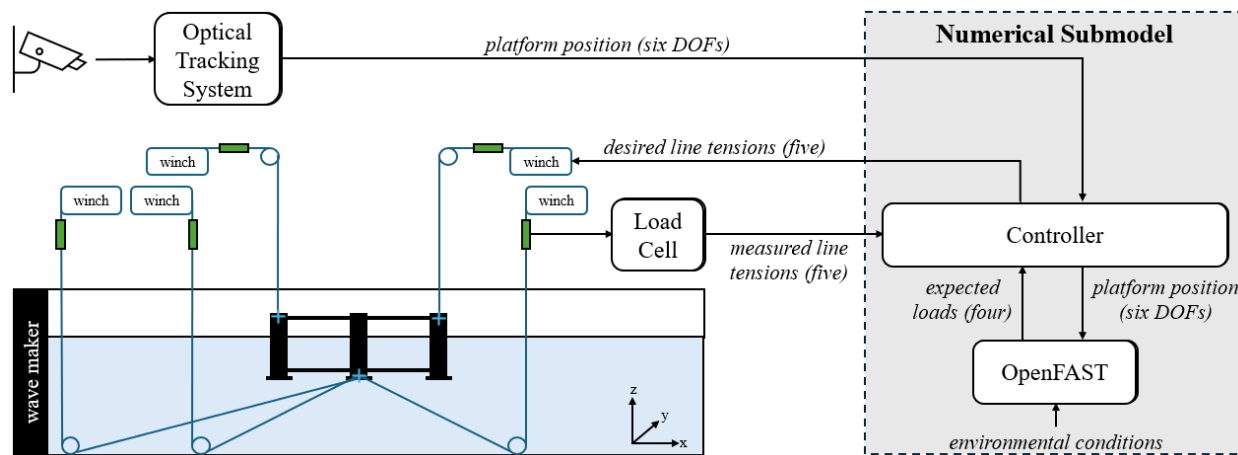 Optical
Tracking
System
platform position (six DOFs)
Numerical Submodel
winch
winch
desired line tensions (five)
winch
winch
winch
Load
Cell
measured line
tensions (five)
Controller
expected
loads (four)
platform position
(six DOFs)
OpenFAST
environmental conditions
wave maker
z
y
x